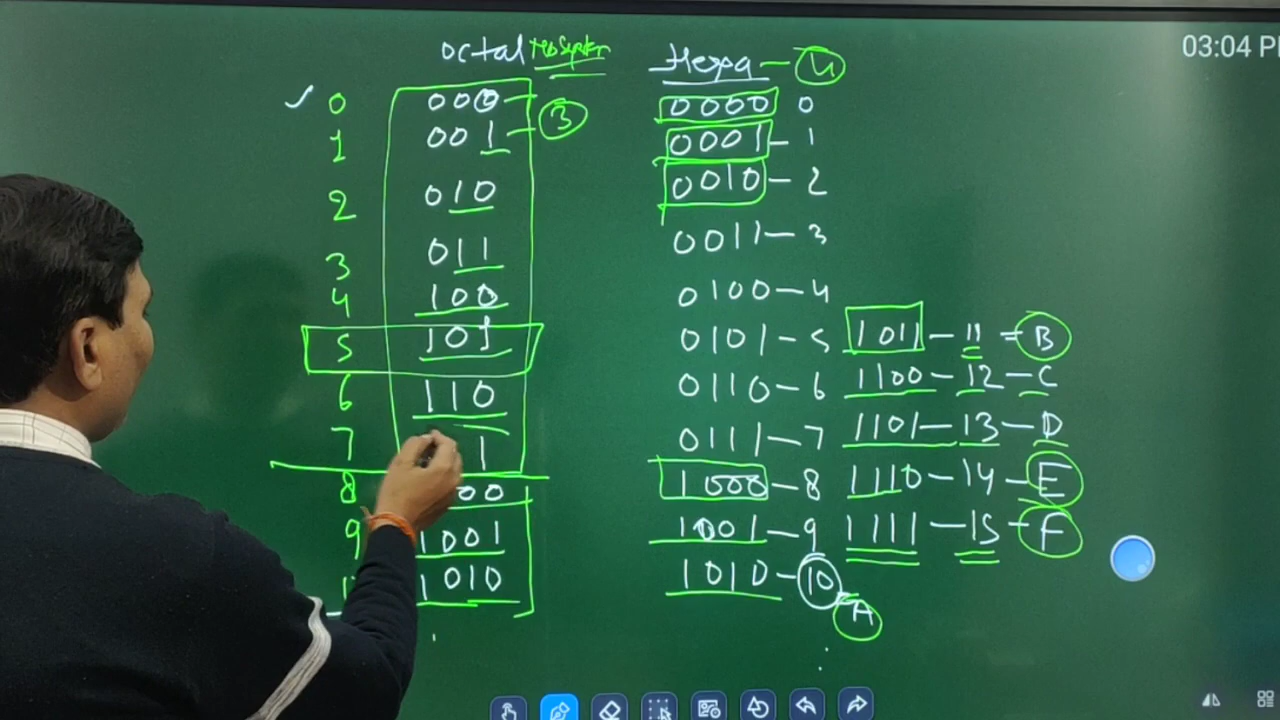 03:04 P
octal
Hexa - 4
0 000
3
1 001
2 010
3 011
4 100
5 101
6 110
7 1
8 00
9 1001
1010
0000 0
0001 - 1
0010 - 2
0011 - 3
0100 - 4
0101 - 5
0110 - 6
0111 - 7
1000 - 8
1001 - 9
1010 - 10 - A
1011 - 11 = B
1100 - 12 - C
1101 - 13 - D
1110 - 14 - E
1111 - 15 - F